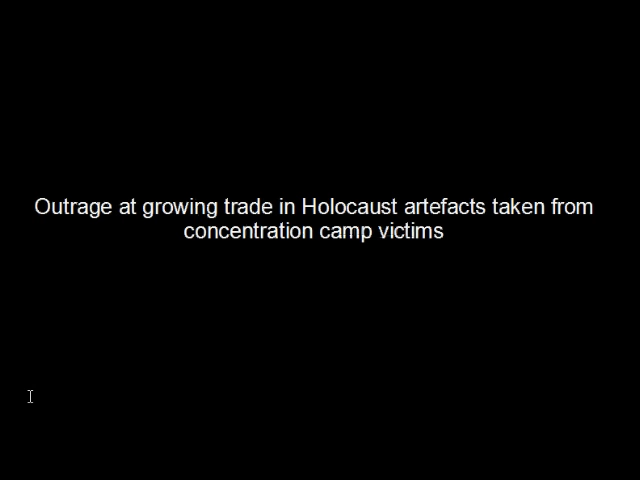 Outrage at growing trade in Holocaust artefacts taken from
concentration camp victims